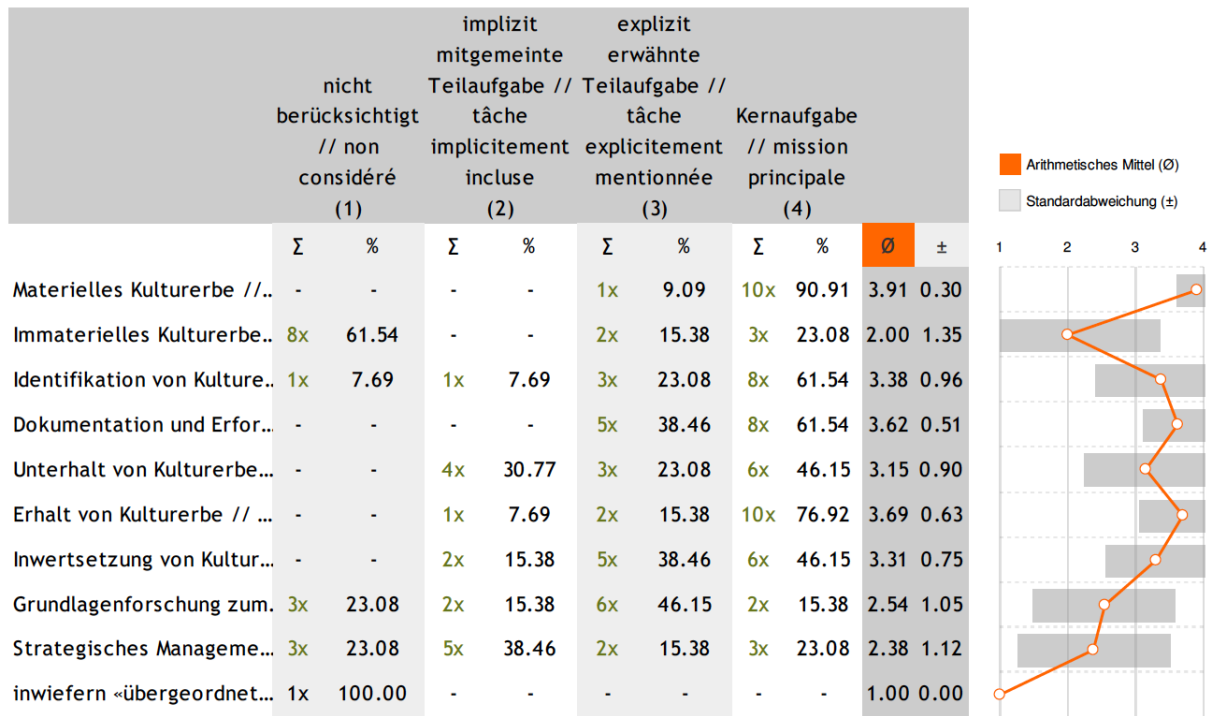 implizit explizit
mitgemeinte erwähnte
nicht Teilaufgabe // Teilaufgabe //
berücksichtigt tâche tâche Kernaufgabe
// non implicitement explicitement // mission
considéré incluse mentionnée principale
(1) (2) (3) (4)
Arithmetisches Mittel (Ø)
Standardabweichung (±)
Σ % Σ % Σ % Σ % Ø ± 1 2 3 4
Materielles Kulturerbe //… - - - - 1x 9.09 10x 90.91 3.91 0.30
Immaterielles Kulturerbe… 8x 61.54 - - 2x 15.38 3x 23.08 2.00 1.35
Identifikation von Kulture… 1x 7.69 1x 7.69 3x 23.08 8x 61.54 3.38 0.96
Dokumentation und Erfor… - - - - 5x 38.46 8x 61.54 3.62 0.51
Unterhalt von Kulturerbe… - - 4x 30.77 3x 23.08 6x 46.15 3.15 0.90
Erhalt von Kulturerbe // … - - 1x 7.69 2x 15.38 10x 76.92 3.69 0.63
Inwertsetzung von Kultur… - - 2x 15.38 5x 38.46 6x 46.15 3.31 0.75
Grundlagenforschung zum. 3x 23.08 2x 15.38 6x 46.15 2x 15.38 2.54 1.05
Strategisches Manageme… 3x 23.08 5x 38.46 2x 15.38 3x 23.08 2.38 1.12
inwiefern «übergeordnet… 1x 100.00 - - - - - - 1.00 0.00